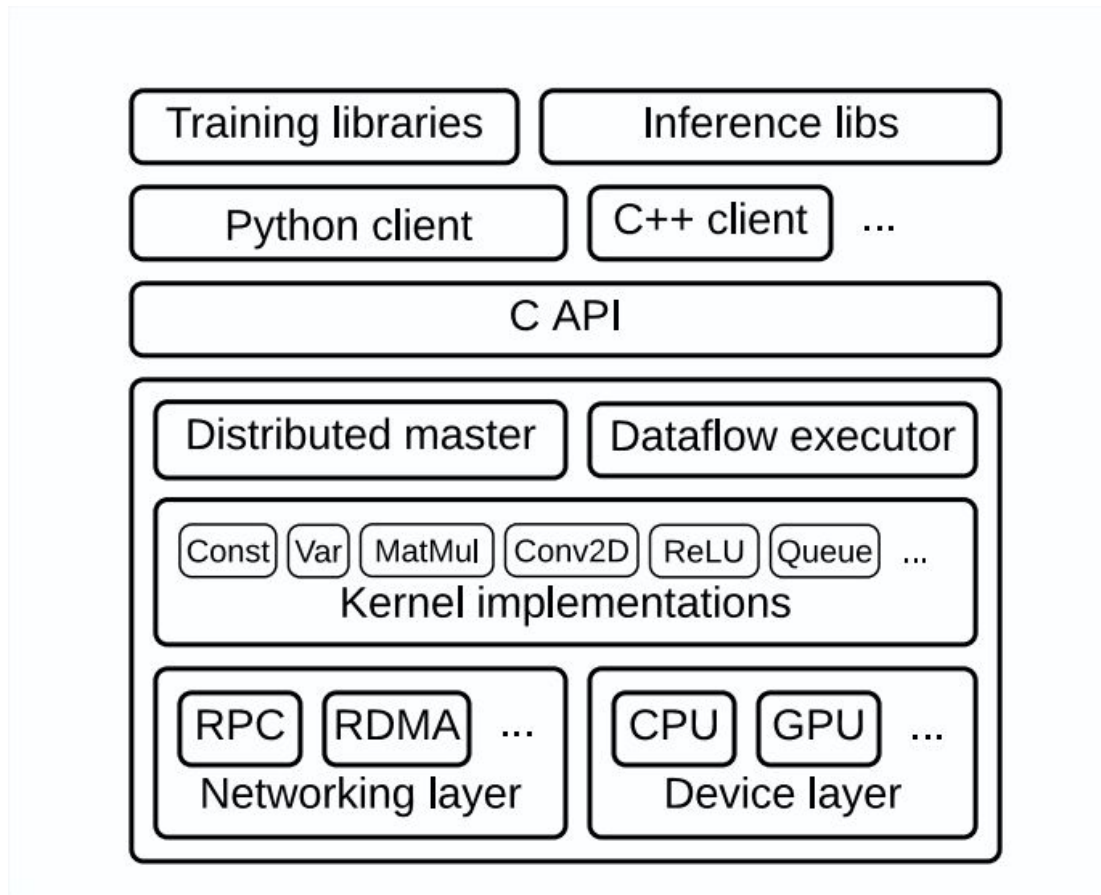 Training libraries Inference libs
Python client C++ client ...
C API
Distributed master Dataflow executor
Const Var MatMul Conv2D ReLU Queue ...
Kernel implementations
RPC RDMA ... CPU GPU ...
Networking layer Device layer